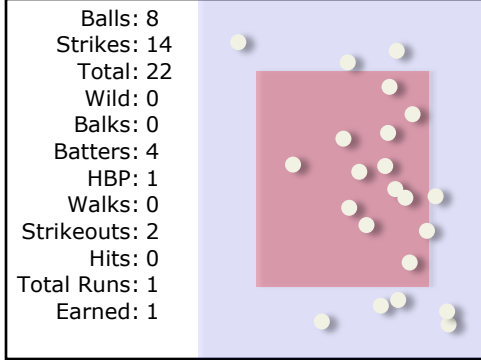 Balls: 8
Strikes: 14
Total: 22
Wild: 0
Balks: 0
Batters: 4
HBP: 1
Walks: 0
Strikeouts: 2
Hits: 0
Total Runs: 1
Earned: 1